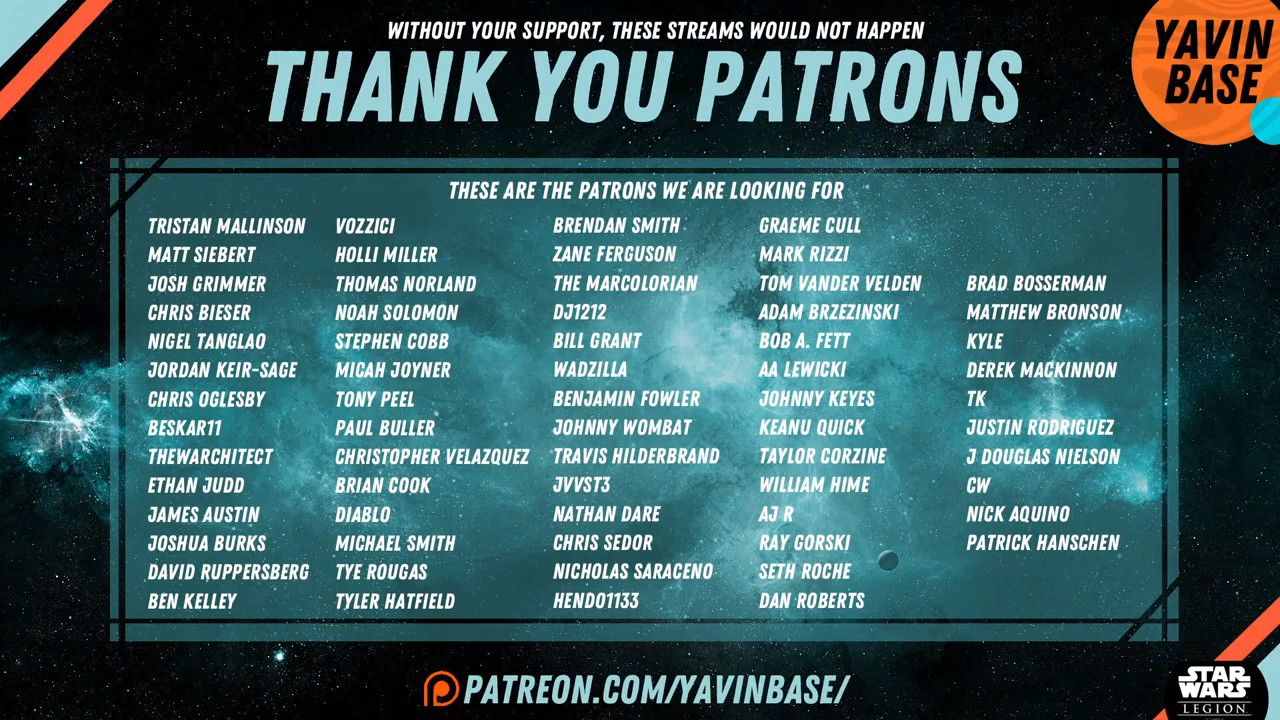 WITHOUT YOUR SUPPORT, THESE STREAMS WOULD NOT HAPPEN
THANK YOU PATRONS
YAVIN
BASE
THESE ARE THE PATRONS WE ARE LOOKING FOR
TRISTAN MALLINSON
MATT SIEBERT
JOSH GRIMMER
CHRIS BIESER
NIGEL TANGLAO
JORDAN KEIR-SAGE
CHRIS OGLESBY
BESKAR11
THEWARCHITECT
ETHAN JUDD
JAMES AUSTIN
JOSHUA BURKS
DAVID RUPPERSBERG
BEN KELLEY
VOZZICI
HOLLI MILLER
THOMAS NORLAND
NOAH SOLOMON
STEPHEN COBB
MICAH JOYNER
TONY PEEL
PAUL BULLER
CHRISTOPHER VELAZQUEZ
BRIAN COOK
DIABLO
MICHAEL SMITH
TYE ROUGAS
TYLER HATFIELD
BRENDAN SMITH
ZANE FERGUSON
THE MARCOLORIAN
DJ1212
BILL GRANT
WADZILLA
BENJAMIN FOWLER
JOHNNY WOMBAT
TRAVIS HILDERBRAND
JVVST3
NATHAN DARE
CHRIS SEDOR
NICHOLAS SARACENO
HENDO1133
GRAEME CULL
MARK RIZZI
TOM VANDER VELDEN
ADAM BRZEZINSKI
BOB A. FETT
AA LEWICKI
JOHNNY KEYES
KEANU QUICK
TAYLOR CORZINE
WILLIAM HIME
AJ R
RAY GORSKI
SETH ROCHE
DAN ROBERTS
BRAD BOSSERMAN
MATTHEW BRONSON
KYLE
DEREK MACKINNON
TK
JUSTIN RODRIGUEZ
J DOUGLAS NIELSON
CW
NICK AQUINO
PATRICK HANSCHEN
PATREON.COM/YAVINBASE/
STAR
WARS
LEGION